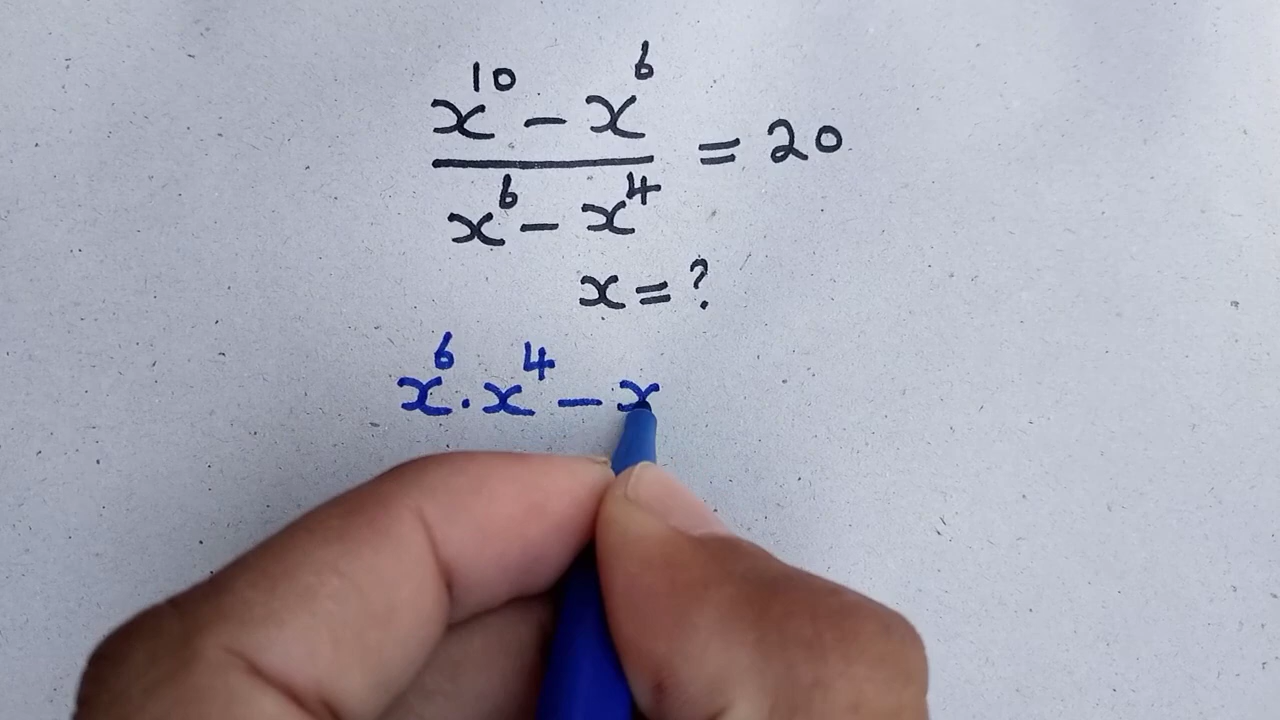 x¹⁰ − x⁶
x⁶ − x⁴ = 20
x = ?
x⁶ · x⁴ − x